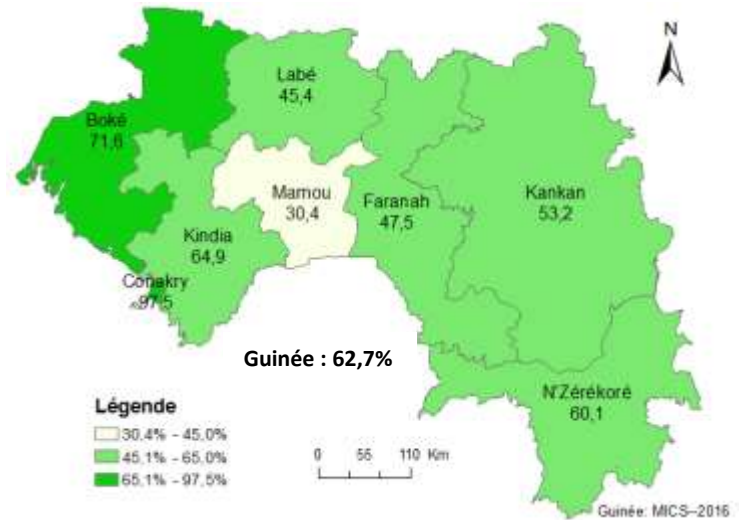 N
Labé
45,4
Boké
71,6
Mamou
30,4
Faranah
47,5
Kankan
53,2
Kindia
64,9
Conakry
97,5
Guinée : 62,7%
N'Zérékoré
60,1
Légende
30,4% - 45,0%
45,1% - 65,0%
65,1% - 97,5%
0 55 110 Km
Guinée: MICS-2016